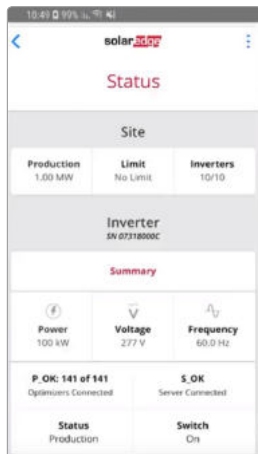 10:49 99%
solaredge
Status
Site
Production Limit Inverters
1.00 MW No Limit 10/10
Inverter
SN 07318000C
Summary
Power Voltage Frequency
100 kW 277 V 60.0 Hz
P_OK: 141 of 141 S_OK
Optimizers Connected Server Connected
Status Switch
Production On